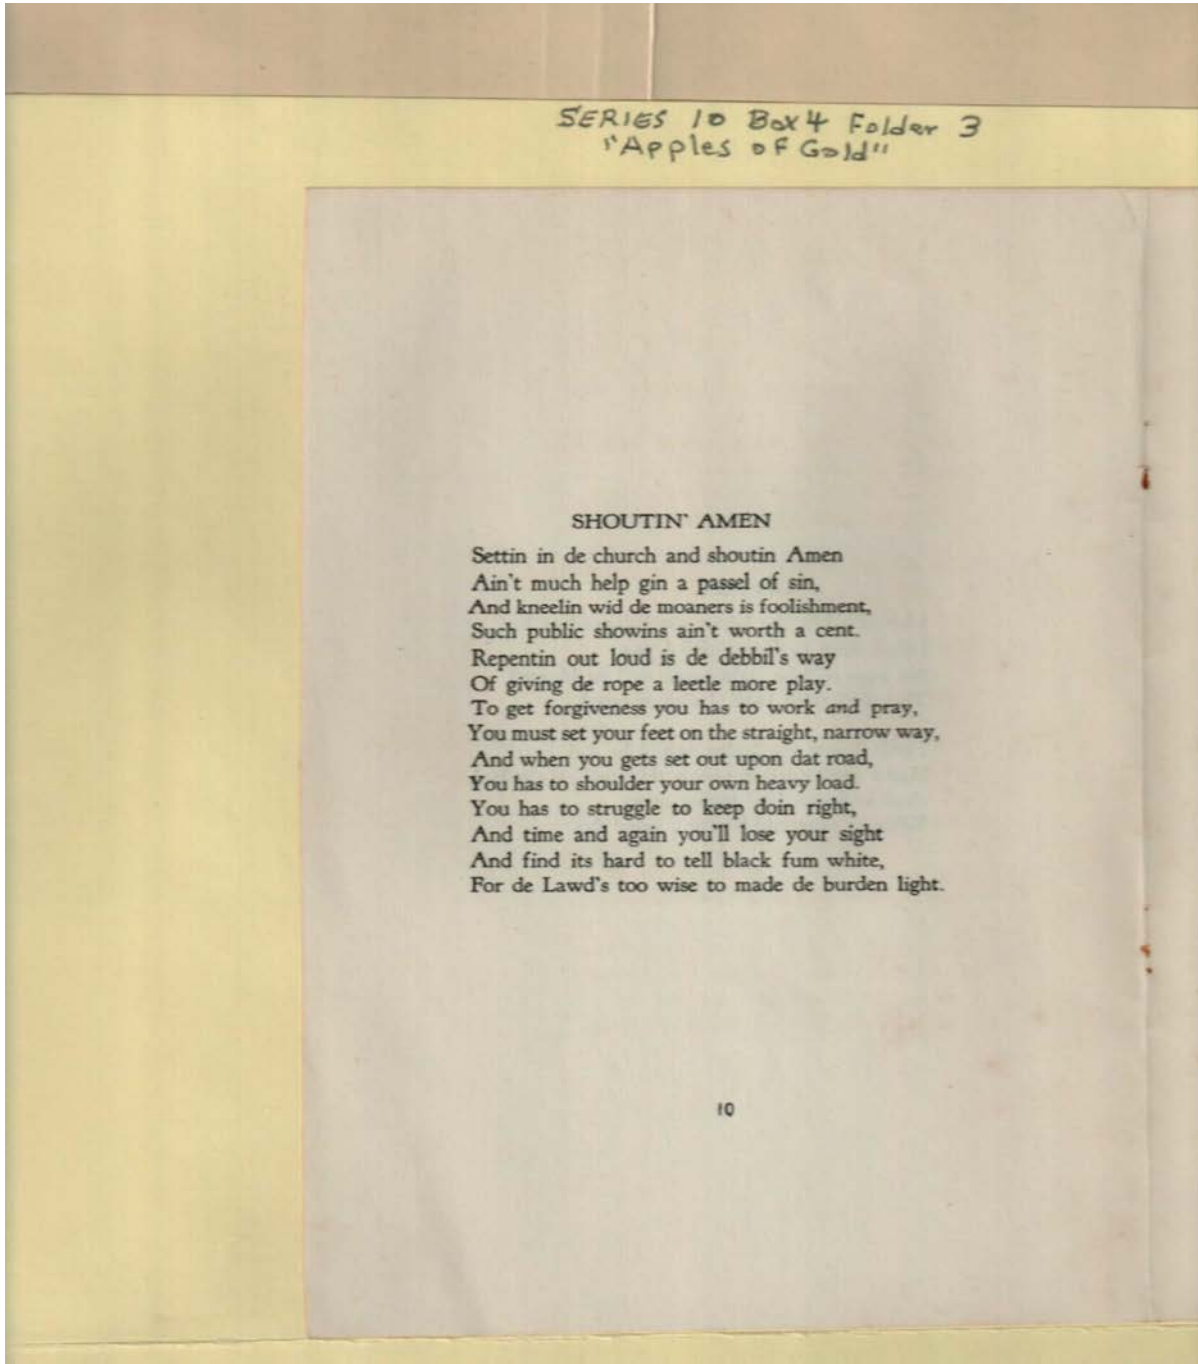 SERIES 10 Box 4 Folder 3
"Apples of Gold"
SHOUTIN' AMEN
Settin in de church and shoutin Amen
Ain't much help gin a passel of sin,
And kneelin wid de moaners is foolishment,
Such public showins ain't worth a cent.
Repentin out loud is de debbil's way
Of giving de rope a leetle more play.
To get forgiveness you has to work and pray,
You must set your feet on the straight, narrow way,
And when you gets set out upon dat road,
You has to shoulder your own heavy load.
You has to struggle to keep doin right,
And time and again you'll lose your sight
And find its hard to tell black fum white,
For de Lawd's too wise to made de burden light.
10